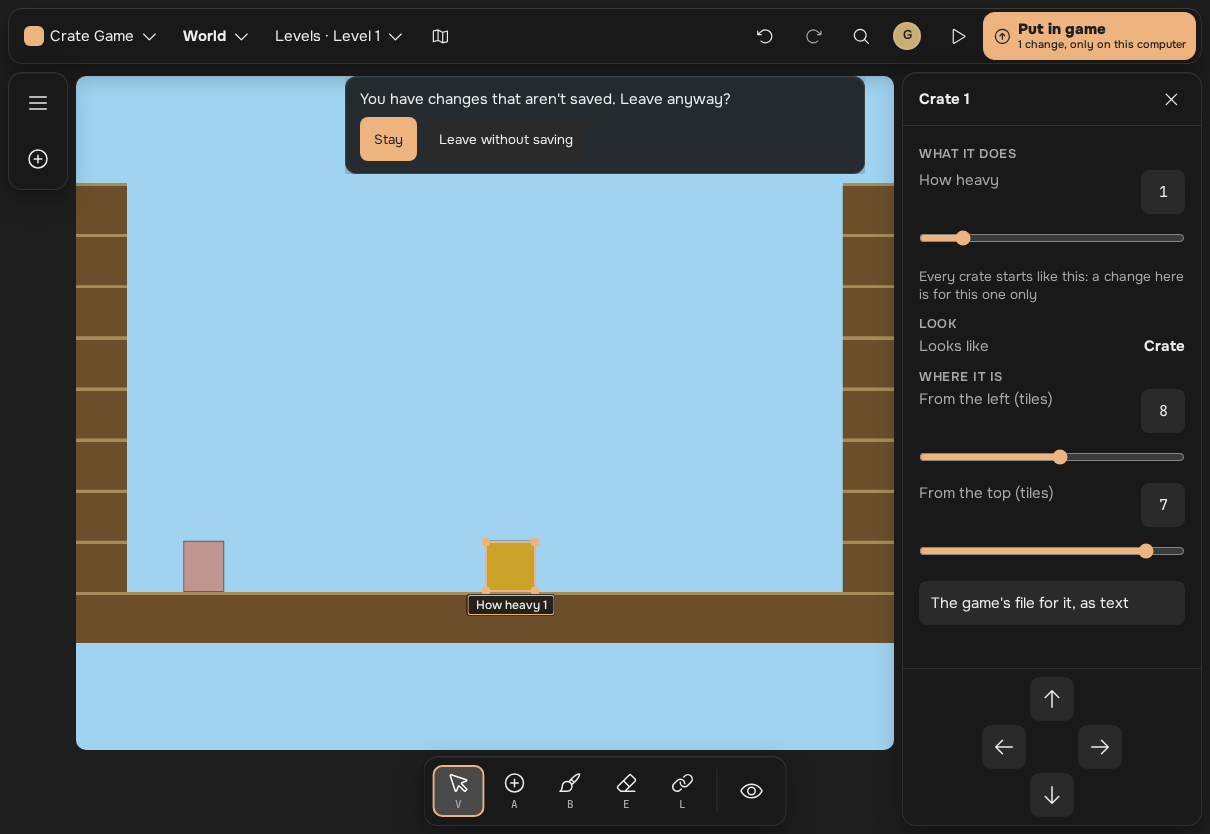 Crate Game
World
Levels · Level 1
G
Put in game
1 change, only on this computer
You have changes that aren't saved. Leave anyway?
Stay
Leave without saving
How heavy 1
V
A
B
E
L
Crate 1
WHAT IT DOES
How heavy
1
Every crate starts like this: a change here
is for this one only
LOOK
Looks like
Crate
WHERE IT IS
From the left (tiles)
8
From the top (tiles)
7
The game's file for it, as text